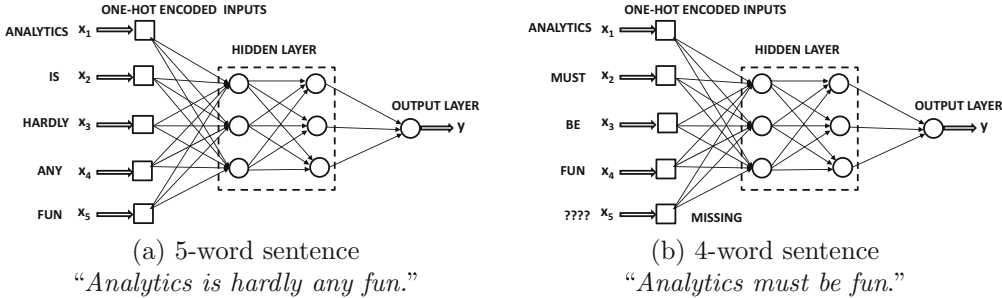 ONE-HOT ENCODED INPUTS
ANALYTICS x1
HIDDEN LAYER
IS x2
OUTPUT LAYER
HARDLY x3
y
ANY x4
FUN x5
(a) 5-word sentence
“Analytics is hardly any fun.”
ONE-HOT ENCODED INPUTS
ANALYTICS x1
HIDDEN LAYER
MUST x2
OUTPUT LAYER
BE x3
y
FUN x4
???? x5 MISSING
(b) 4-word sentence
“Analytics must be fun.”